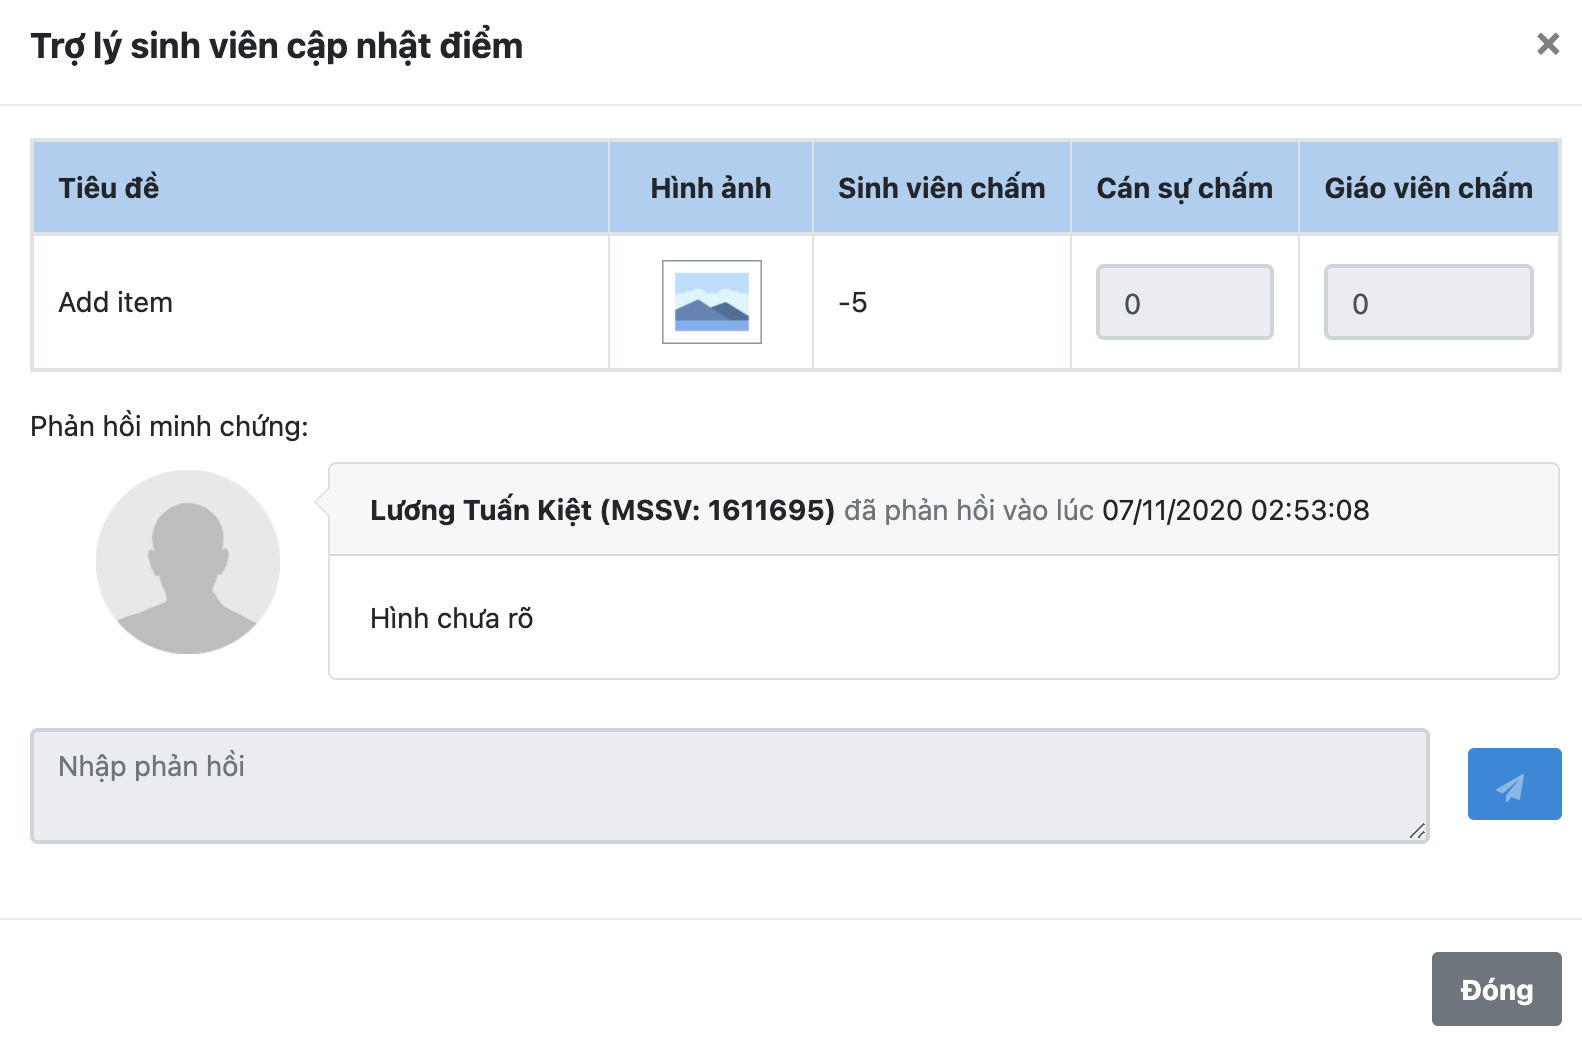 Trợ lý sinh viên cập nhật điểm
Tiêu đề Hình ảnh Sinh viên chấm Cán sự chấm Giáo viên chấm
Add item -5 0 0
Phản hồi minh chứng:
Lương Tuấn Kiệt (MSSV: 1611695) đã phản hồi vào lúc 07/11/2020 02:53:08
Hình chưa rõ
Nhập phản hồi
Đóng